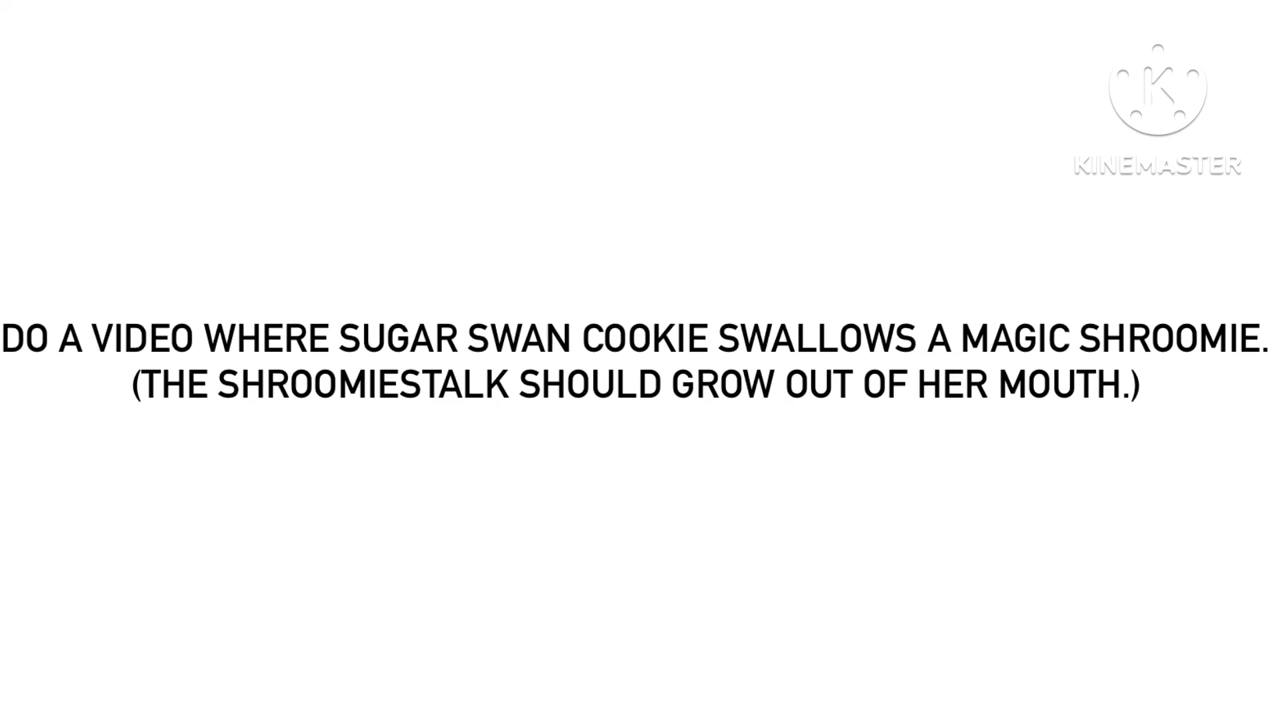 KINEMASTER
DO A VIDEO WHERE SUGAR SWAN COOKIE SWALLOWS A MAGIC SHROOMIE.
(THE SHROOMIESTALK SHOULD GROW OUT OF HER MOUTH.)